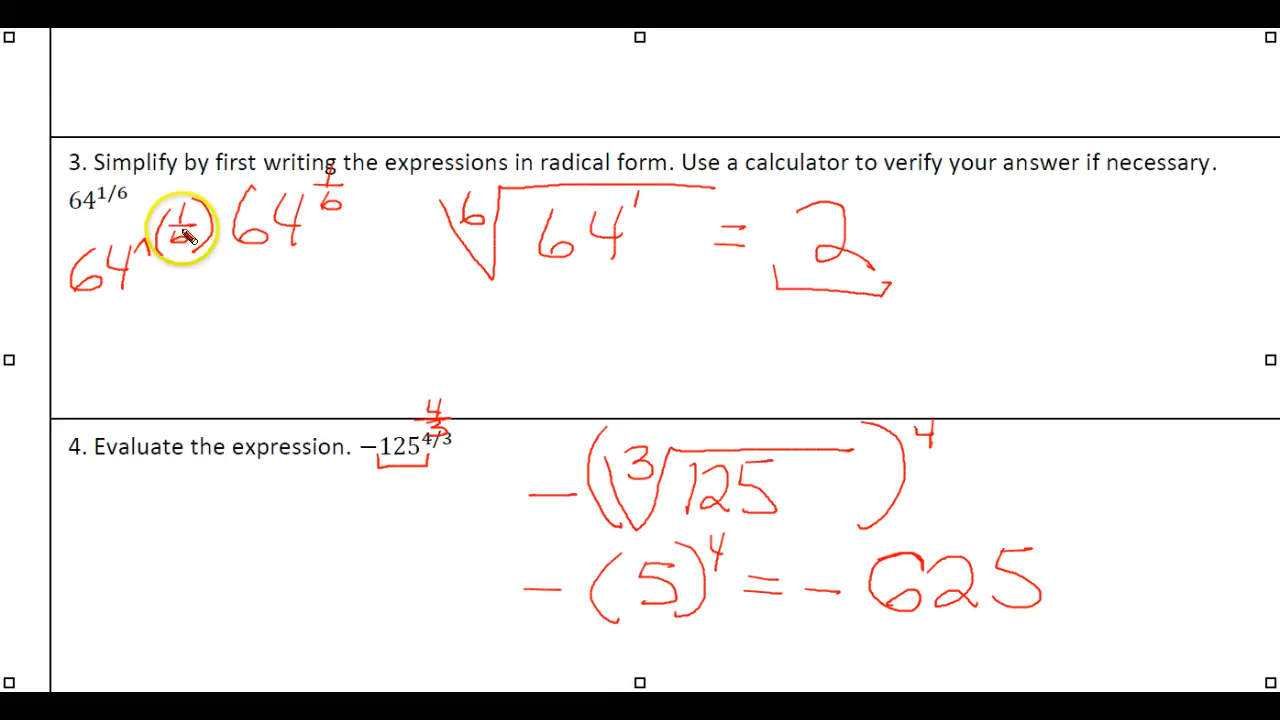 3. Simplify by first writing the expressions in radical form. Use a calculator to verify your answer if necessary.
64^{1/6}
64^(1/6) 64^{1/6} ⁶√64¹ = 2
4. Evaluate the expression. −125^{4/3}
4/3
−(³√125)⁴
−(5)⁴ = −625